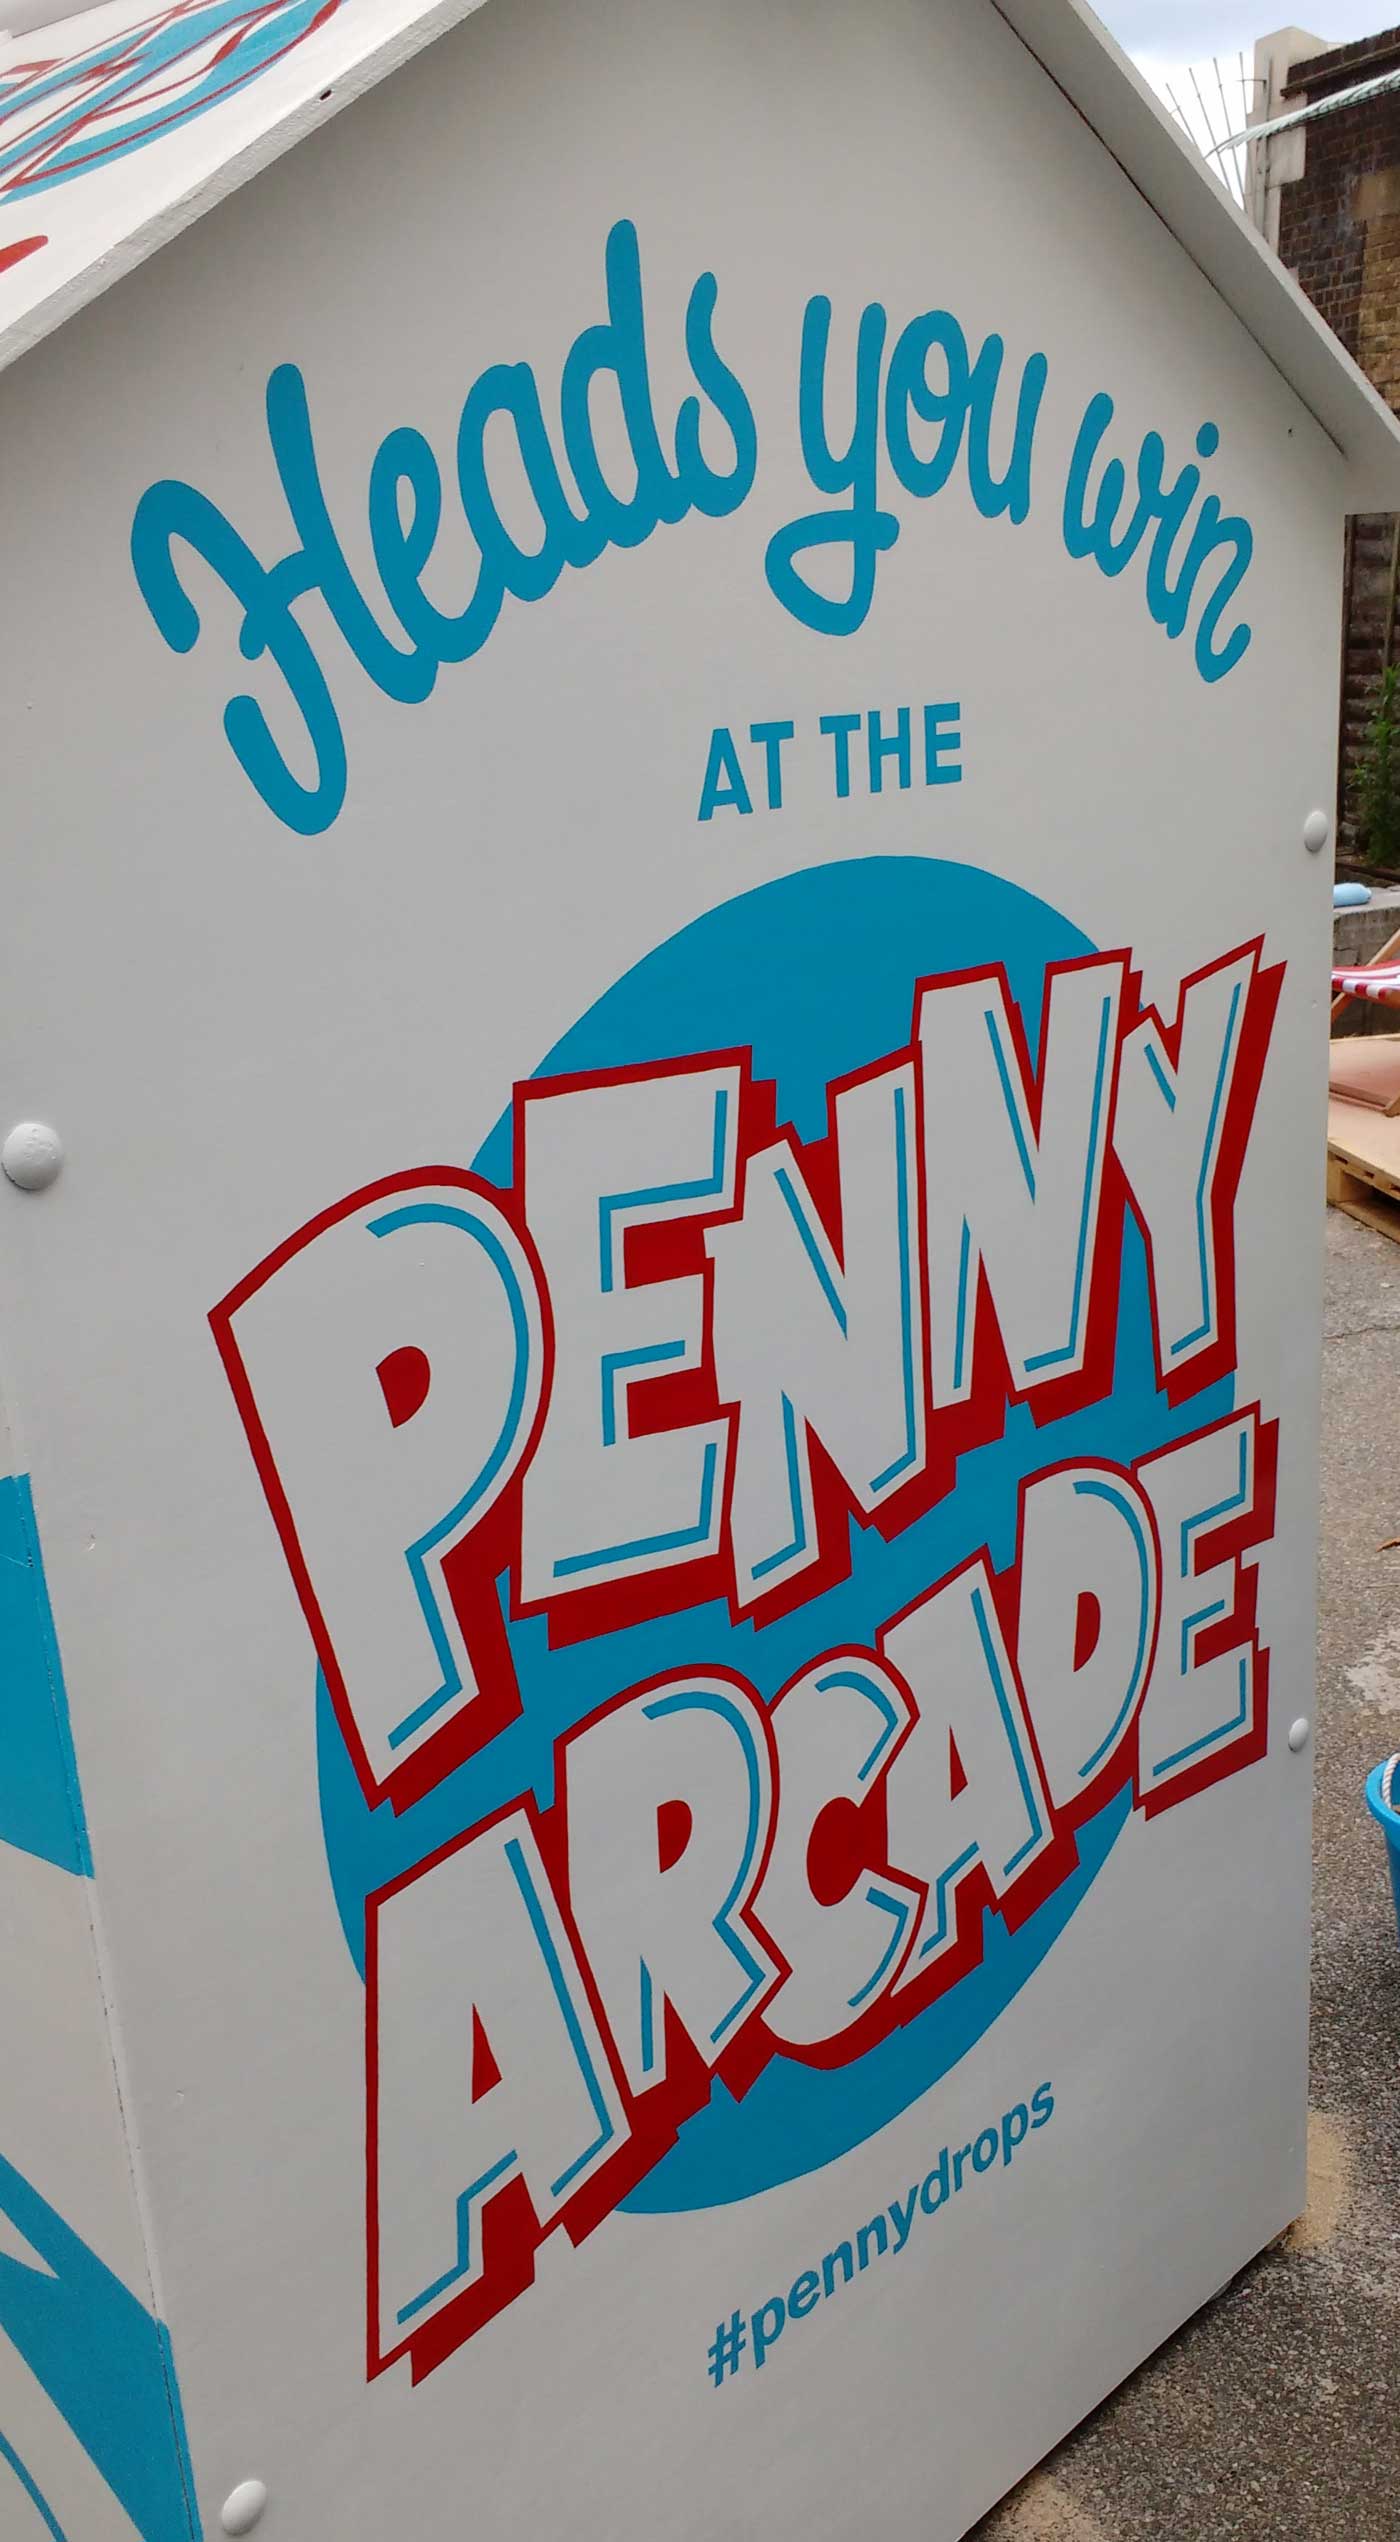 Heads you win
AT THE
PENNY
ARCADE
#pennydrops